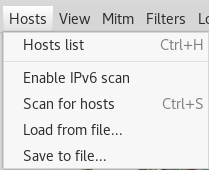 Hosts View Mitm Filters
Hosts list Ctrl+H
Enable IPv6 scan
Scan for hosts Ctrl+S
Load from file...
Save to file...